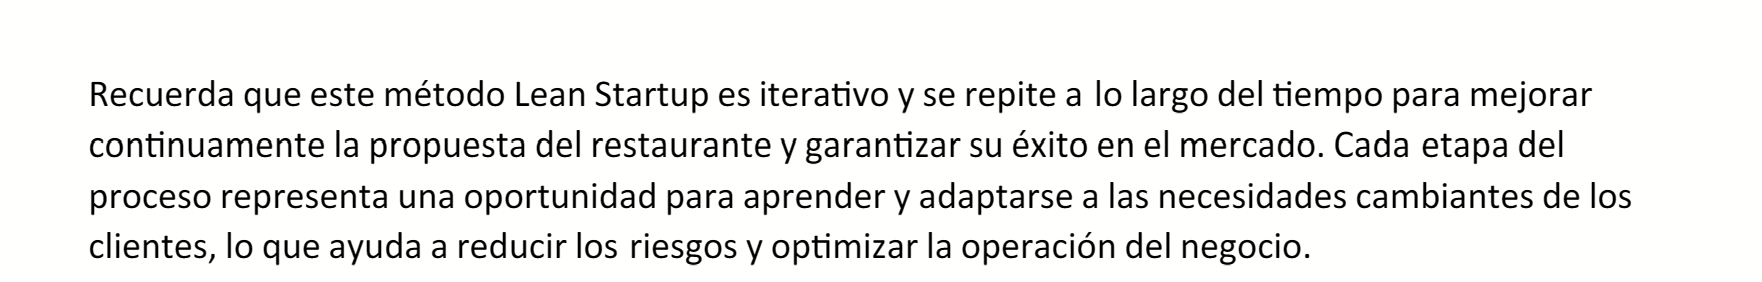 Recuerda que este método Lean Startup es iterativo y se repite a lo largo del tiempo para mejorar
continuamente la propuesta del restaurante y garantizar su éxito en el mercado. Cada etapa del
proceso representa una oportunidad para aprender y adaptarse a las necesidades cambiantes de los
clientes, lo que ayuda a reducir los riesgos y optimizar la operación del negocio.